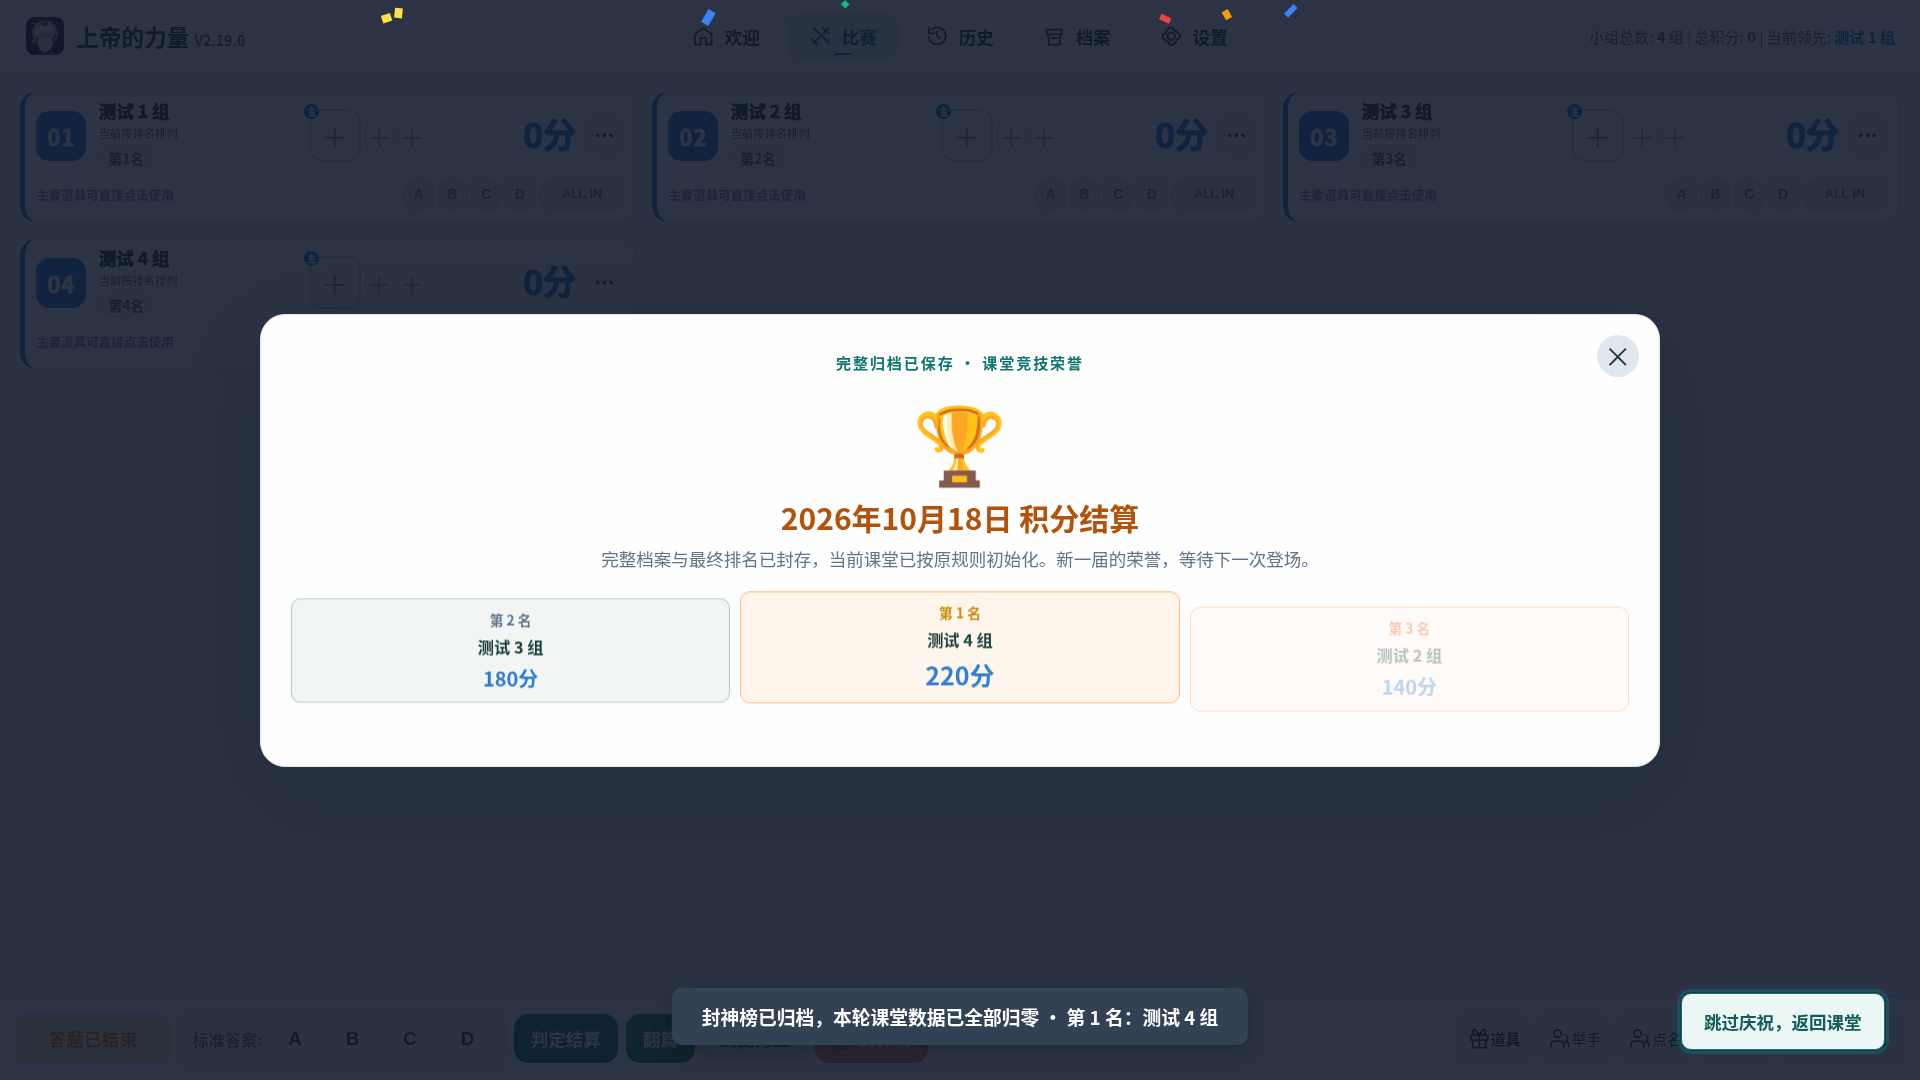 上帝的力量 V2.19.0
欢迎
比赛
历史
档案
设置
小组总数: 4 组 | 总积分: 0 | 当前领先: 测试 1 组
01
测试 1 组
当前按排名排列
第1名
主
0分
主要道具可直接点击使用
A B C D ALL IN
02
测试 2 组
当前按排名排列
第2名
主
0分
主要道具可直接点击使用
A B C D ALL IN
03
测试 3 组
当前按排名排列
第3名
主
0分
主要道具可直接点击使用
A B C D ALL IN
04
测试 4 组
当前按排名排列
第4名
主
0分
主要道具可直接点击使用
完整归档已保存 · 课堂竞技荣誉
2026年10月18日 积分结算
完整档案与最终排名已封存，当前课堂已按原规则初始化。新一届的荣誉，等待下一次登场。
第 2 名
测试 3 组
180分
第 1 名
测试 4 组
220分
第 3 名
测试 2 组
140分
封神榜已归档，本轮课堂数据已全部归零 · 第 1 名：测试 4 组
跳过庆祝，返回课堂
答题已结束
标准答案:
A B C D
判定结算
翻篇
道具
举手
点名